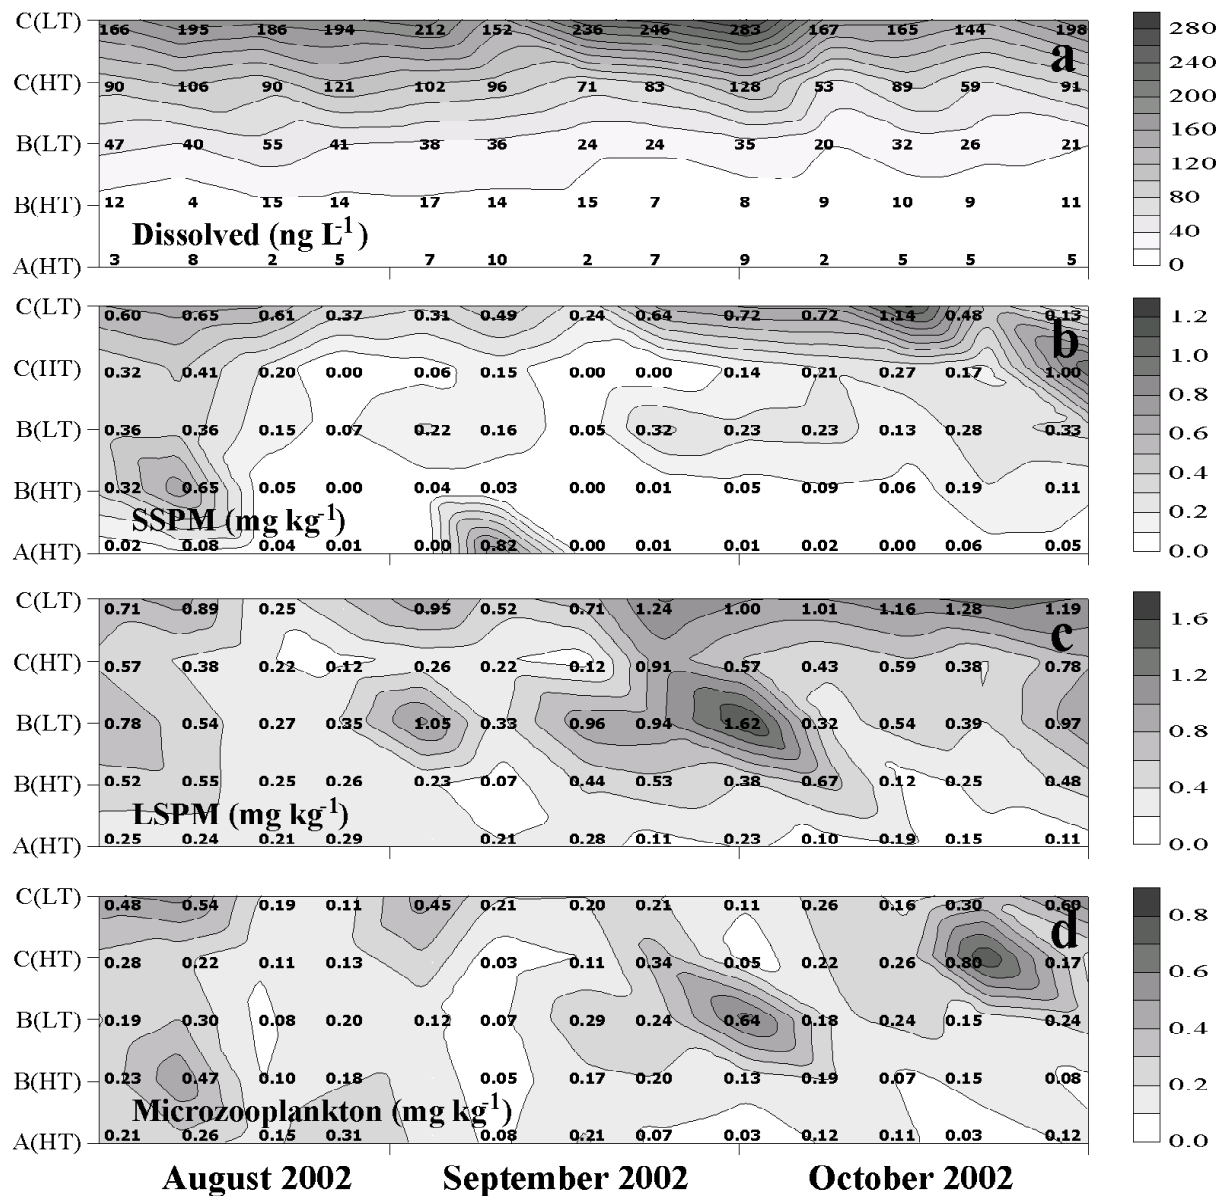 C(LT) 166 195 186 194 212 152 236 246 283 167 165 144 198 280
a
240
C(HT) 90 106 90 121 102 96 71 83 128 53 89 59 91
200
160
B(LT) 47 40 55 41 38 36 24 24 35 20 32 26 21
120
80
B(HT) 12 4 15 14 17 14 15 7 8 9 10 9 11
Dissolved (ng L-1)
40
A(HT) 3 8 2 5 7 10 2 7 9 2 5 5 5 0
C(LT) 0.60 0.65 0.61 0.37 0.31 0.49 0.24 0.64 0.72 0.72 1.14 0.48 0.13 1.2
b
1.0
C(HT) 0.32 0.41 0.20 0.00 0.06 0.15 0.00 0.00 0.14 0.21 0.27 0.17 1.00
0.8
B(LT) 0.36 0.36 0.15 0.07 0.22 0.16 0.05 0.32 0.23 0.23 0.13 0.28 0.33
0.6
0.4
B(HT) 0.32 0.65 0.05 0.00 0.04 0.03 0.00 0.01 0.05 0.09 0.06 0.19 0.11
SSPM (mg kg-1)
0.2
A(HT) 0.02 0.08 0.04 0.01 0.00 0.82 0.00 0.01 0.01 0.02 0.00 0.06 0.05 0.0
C(LT) 0.71 0.89 0.25 0.95 0.52 0.71 1.24 1.00 1.01 1.16 1.28 1.19 1.6
c
C(HT) 0.57 0.38 0.22 0.12 0.26 0.22 0.12 0.91 0.57 0.43 0.59 0.38 0.78
1.2
B(LT) 0.78 0.54 0.27 0.35 1.05 0.33 0.96 0.94 1.62 0.32 0.54 0.39 0.97
0.8
B(HT) 0.52 0.55 0.25 0.26 0.23 0.07 0.44 0.53 0.38 0.67 0.12 0.25 0.48
0.4
LSPM (mg kg-1)
A(HT) 0.25 0.24 0.21 0.29 0.21 0.28 0.11 0.23 0.10 0.19 0.15 0.11 0.0
C(LT) 0.48 0.54 0.19 0.11 0.45 0.21 0.20 0.21 0.11 0.26 0.16 0.30 0.60 0.8
d
C(HT) 0.28 0.22 0.11 0.13 0.03 0.11 0.34 0.05 0.22 0.26 0.80 0.17
0.6
B(LT) 0.19 0.30 0.08 0.20 0.12 0.07 0.29 0.24 0.64 0.18 0.24 0.15 0.24
0.4
B(HT) 0.23 0.47 0.10 0.18 0.05 0.17 0.20 0.13 0.19 0.07 0.15 0.08
0.2
Microzooplankton (mg kg-1)
A(HT) 0.21 0.26 0.15 0.31 0.08 0.21 0.07 0.03 0.12 0.11 0.03 0.12 0.0
August 2002 September 2002 October 2002